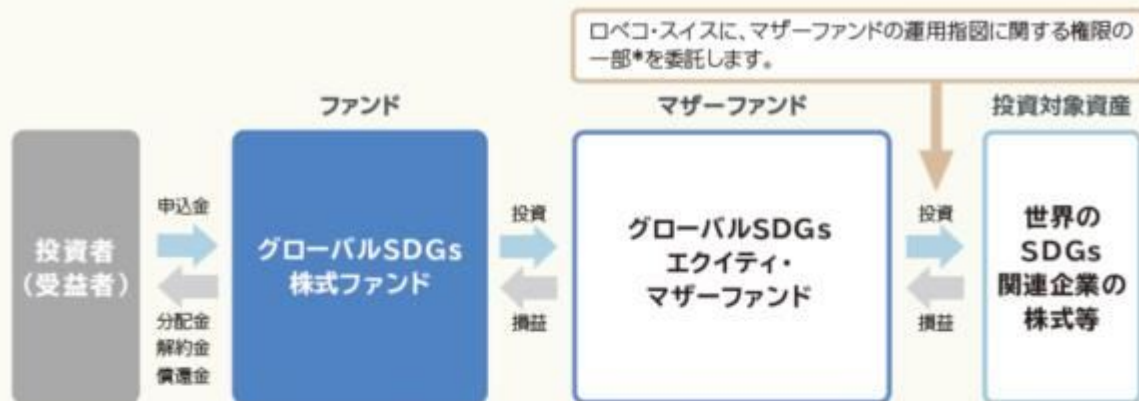 ロベコ・スイスに、マザーファンドの運用指図に関する権限の
一部*を委託します。
ファンド
マザーファンド
投資対象資産
投資者
(受益者)
申込金
分配金
解約金
償還金
グローバルSDGs
株式ファンド
投資
損益
グローバルSDGs
エクイティ・
マザーファンド
投資
損益
世界の
SDGs
関連企業の
株式等